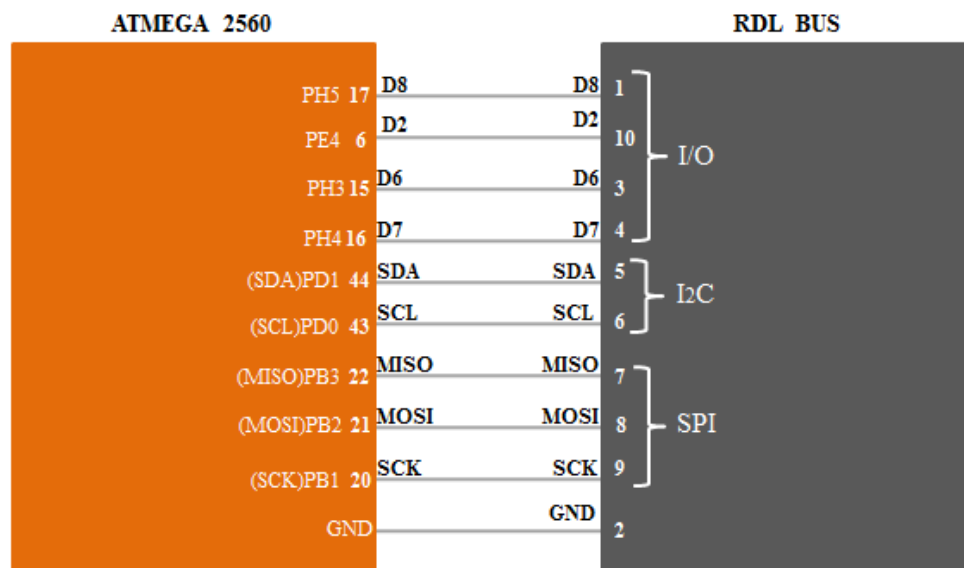 ATMEGA 2560 RDL BUS
PH5 17 D8 D8 1
PE4 6 D2 D2 10
I/O
PH3 15 D6 D6 3
PH4 16 D7 D7 4
(SDA)PD1 44 SDA SDA 5
I2C
(SCL)PD0 43 SCL SCL 6
(MISO)PB3 22 MISO MISO 7
(MOSI)PB2 21 MOSI MOSI 8 SPI
(SCK)PB1 20 SCK SCK 9
GND GND 2